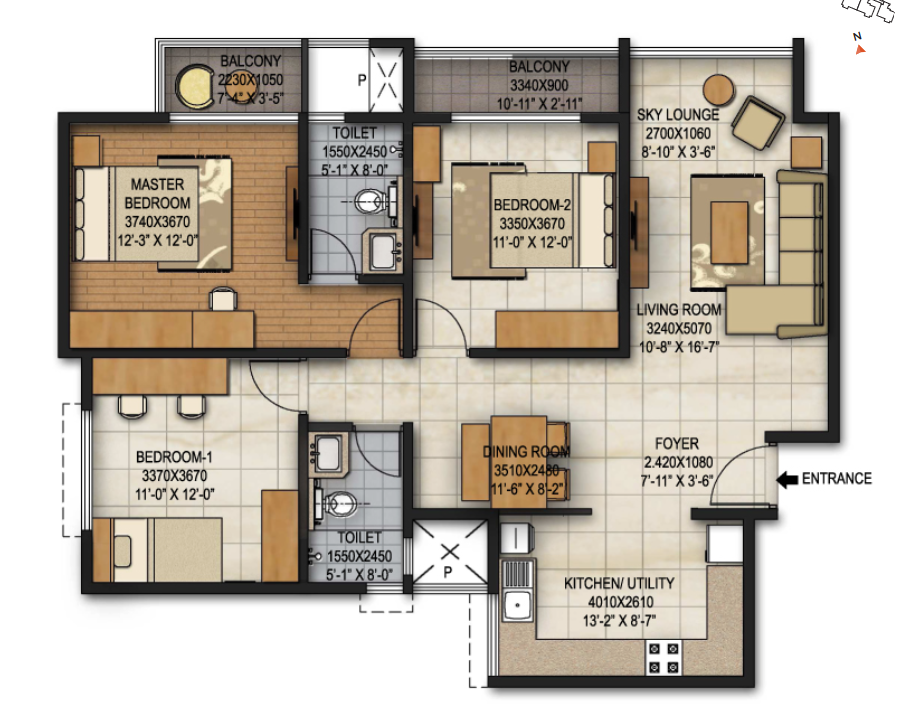 N
BALCONY
2230X1050
7'-4" X 3'-5"
P
BALCONY
3340X900
10'-11" X 2'-11"
SKY LOUNGE
2700X1060
8'-10" X 3'-6"
TOILET
1550X2450
5'-1" X 8'-0"
MASTER
BEDROOM
3740X3670
12'-3" X 12'-0"
BEDROOM-2
3350X3670
11'-0" X 12'-0"
LIVING ROOM
3240X5070
10'-8" X 16'-7"
BEDROOM-1
3370X3670
11'-0" X 12'-0"
DINING ROOM
3510X2480
11'-6" X 8'-2"
FOYER
2.420X1080
7'-11" X 3'-6"
ENTRANCE
TOILET
1550X2450
5'-1" X 8'-0"
P
KITCHEN/ UTILITY
4010X2610
13'-2" X 8'-7"